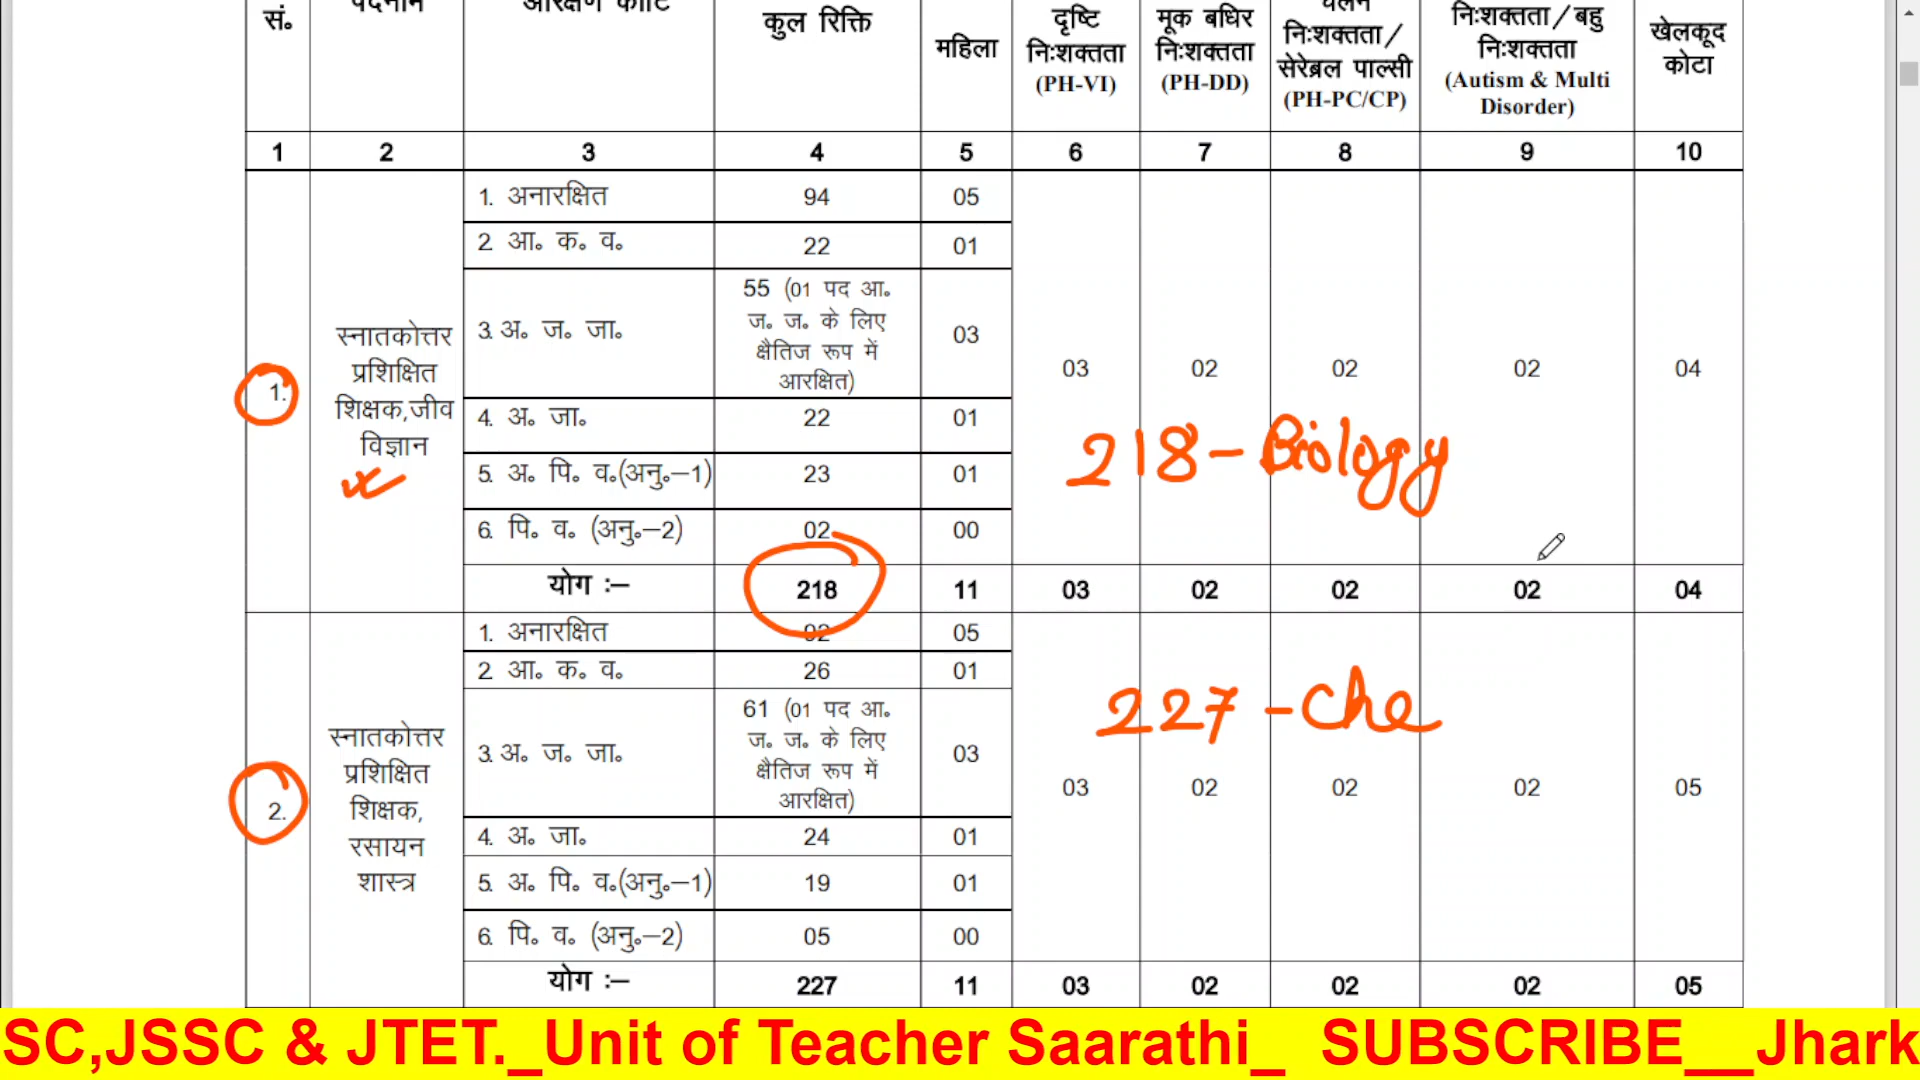 सं॰
पदनाम
आरक्षण कोटि
कुल रिक्ति
महिला
दृष्टि
निःशक्तता
(PH-VI)
मूक बधिर
निःशक्तता
(PH-DD)
चलन
निःशक्तता/
सेरेब्रल पाल्सी
(PH-PC/CP)
निःशक्तता/बहु
निःशक्तता
(Autism & Multi
Disorder)
खेलकूद
कोटा
1 2 3 4 5 6 7 8 9 10
1.
स्नातकोत्तर
प्रशिक्षित
शिक्षक,जीव
विज्ञान
1. अनारक्षित 94 05
2 आ॰ क॰ व॰ 22 01
3. अ॰ ज॰ जा॰
55 (01 पद आ॰
ज॰ ज॰ के लिए
क्षैतिज रूप में
आरक्षित)
03
4. अ॰ जा॰ 22 01
5. अ॰ पि॰ व॰(अनु॰–1) 23 01
6. पि॰ व॰ (अनु॰–2) 02 00
03 02 02 02 04
218-Biology
योग :– 218 11 03 02 02 02 04
2.
स्नातकोत्तर
प्रशिक्षित
शिक्षक,
रसायन
शास्त्र
1. अनारक्षित 92 05
2 आ॰ क॰ व॰ 26 01
3. अ॰ ज॰ जा॰
61 (01 पद आ॰
ज॰ ज॰ के लिए
क्षैतिज रूप में
आरक्षित)
03
4. अ॰ जा॰ 24 01
5. अ॰ पि॰ व॰(अनु॰–1) 19 01
6. पि॰ व॰ (अनु॰–2) 05 00
227-Che
03 02 02 02 05
योग :– 227 11 03 02 02 02 05
SC,JSSC & JTET._Unit of Teacher Saarathi_ SUBSCRIBE__Jhark